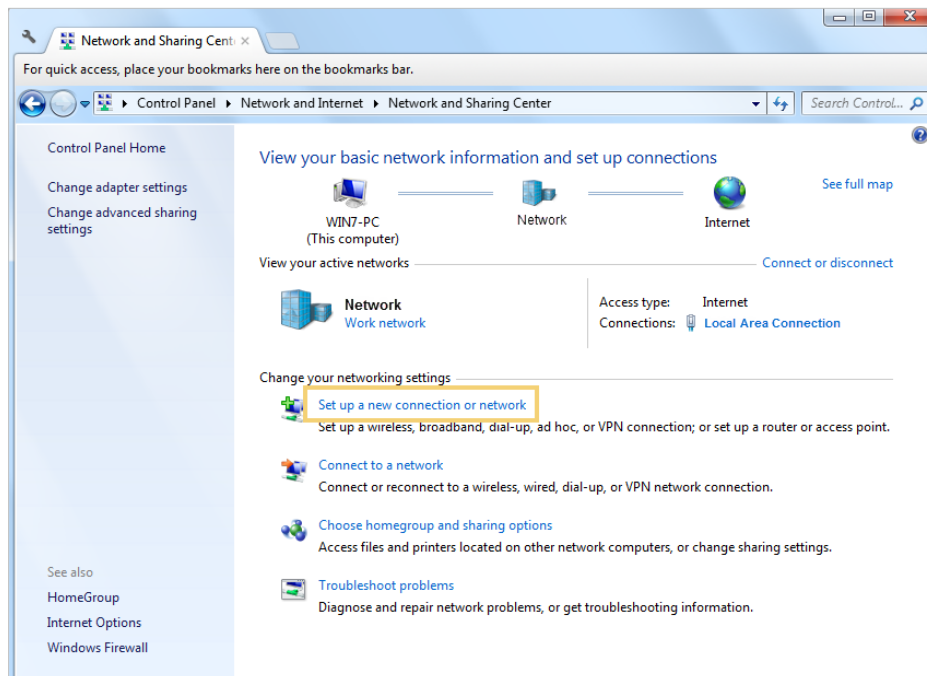 Network and Sharing Cent
For quick access, place your bookmarks here on the bookmarks bar.
Control Panel Network and Internet Network and Sharing Center Search Control...
Control Panel Home
Change adapter settings
Change advanced sharing
settings
See also
HomeGroup
Internet Options
Windows Firewall
View your basic network information and set up connections
See full map
WIN7-PC
(This computer)
Network
Internet
View your active networks
Connect or disconnect
Network
Work network
Access type: Internet
Connections: Local Area Connection
Change your networking settings
Set up a new connection or network
Set up a wireless, broadband, dial-up, ad hoc, or VPN connection; or set up a router or access point.
Connect to a network
Connect or reconnect to a wireless, wired, dial-up, or VPN network connection.
Choose homegroup and sharing options
Access files and printers located on other network computers, or change sharing settings.
Troubleshoot problems
Diagnose and repair network problems, or get troubleshooting information.